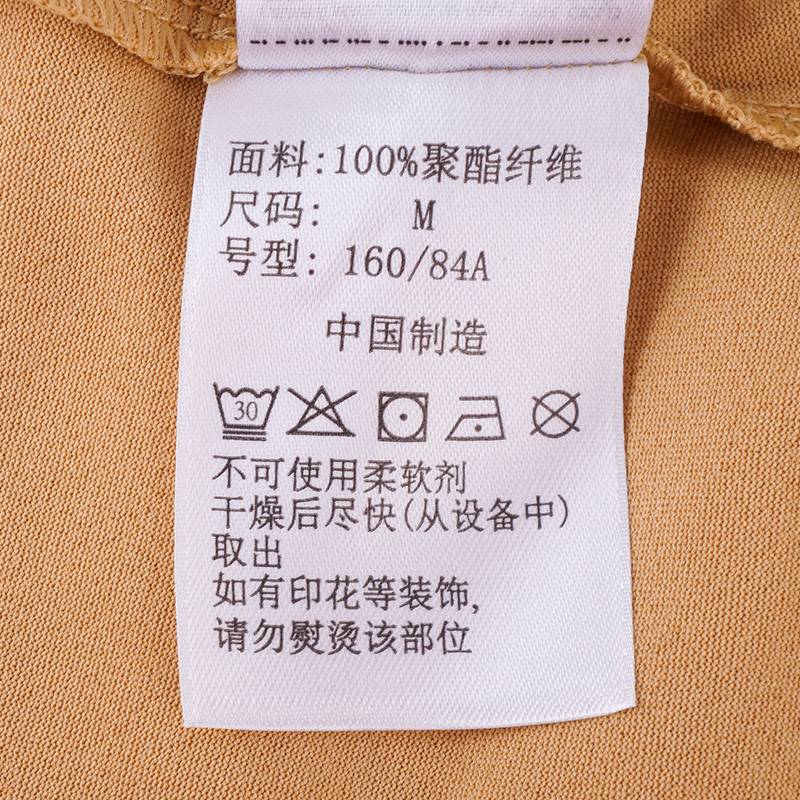 面料:100%聚酯纤维
尺码: M
号型: 160/84A
中国制造
30
不可使用柔软剂
干燥后尽快(从设备中)
取出
如有印花等装饰,
请勿熨烫该部位